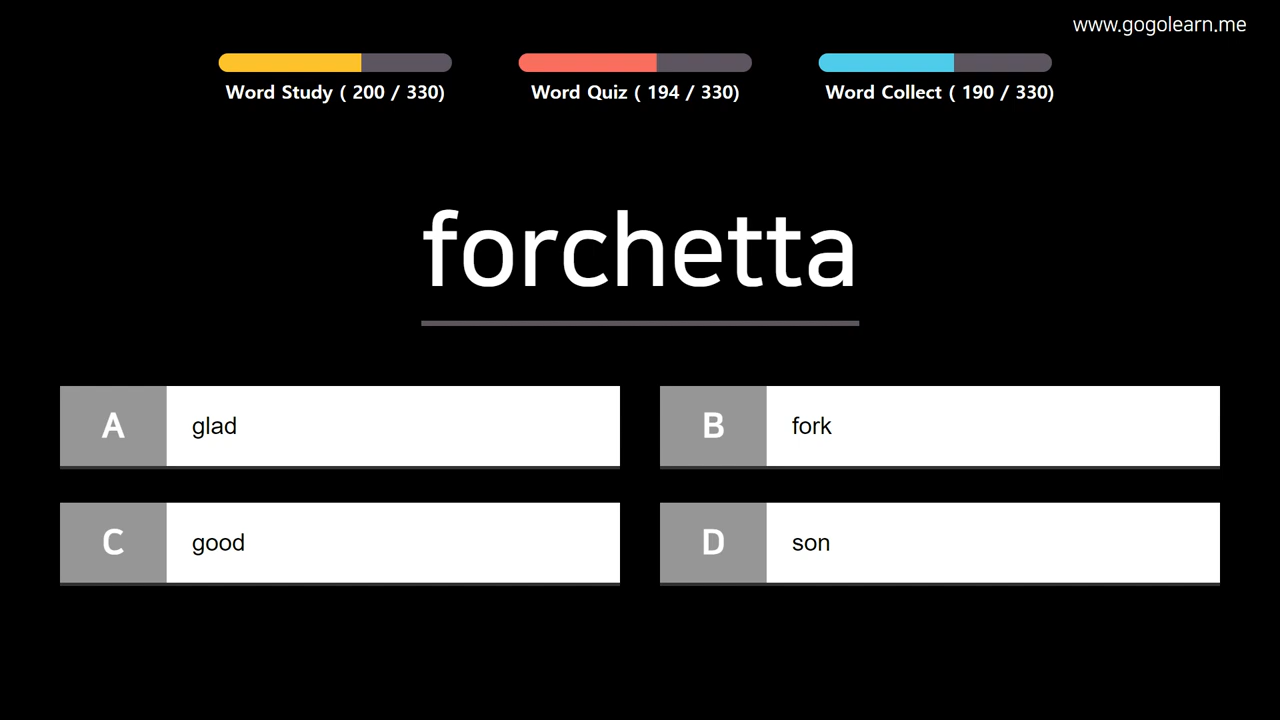 www.gogolearn.me
Word Study ( 200 / 330)
Word Quiz ( 194 / 330)
Word Collect ( 190 / 330)
forchetta
A
glad
B
fork
C
good
D
son